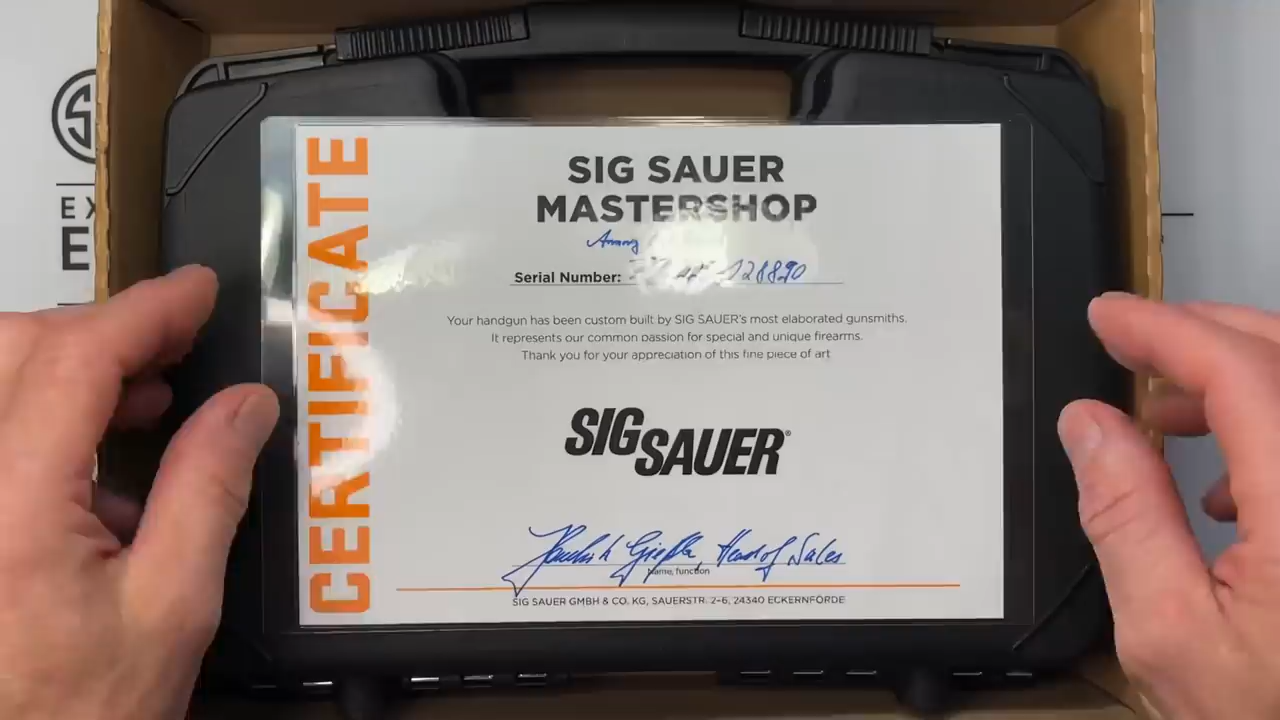 CERTIFICATE
SIG SAUER
MASTERSHOP
Serial Number: 128890
Your handgun has been custom built by SIG SAUER's most elaborated gunsmiths.
It represents our common passion for special and unique firearms.
Thank you for your appreciation of this fine piece of art
SIG SAUER®
Head of Sales
Name, function
SIG SAUER GMBH & CO. KG, SAUERSTR. 2–6, 24340 ECKERNFÖRDE